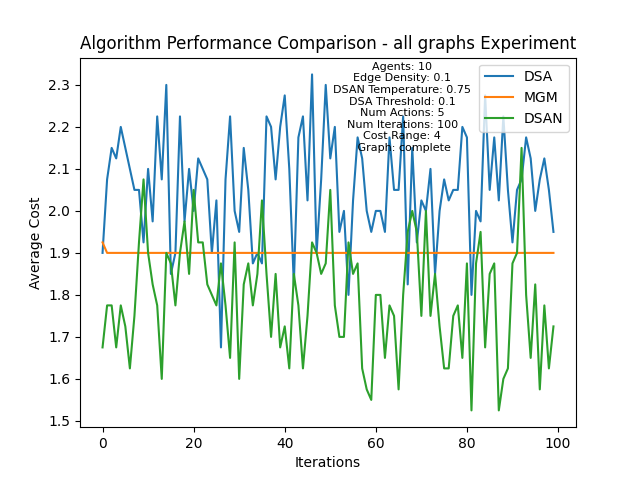 Algorithm Performance Comparison - all graphs Experiment
Agents: 10
Edge Density: 0.1
DSAN Temperature: 0.75
DSA Threshold: 0.1
Num Actions: 5
Num Iterations: 100
Cost Range: 4
Graph: complete
DSA
MGM
DSAN
Average Cost
2.3
2.2
2.1
2.0
1.9
1.8
1.7
1.6
1.5
0
20
40
60
80
100
Iterations